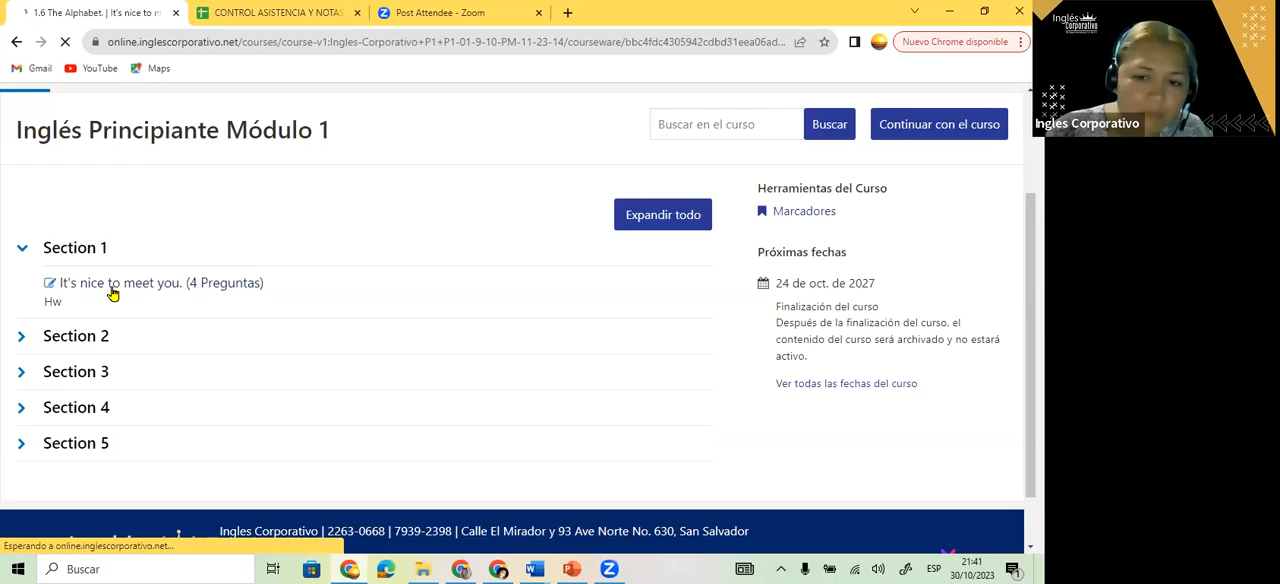 1.6 The Alphabet. | It's nice to m
CONTROL ASISTENCIA Y NOTAS
Post Attendee - Zoom
online.inglescorporativo.net/courses/course-v1:Ingles-Corporativo+P1+P1-01-9-10-PM-11-23-14/courseware/bbc4fdc4305942cdbd31eea06ad...
Nuevo Chrome disponible
Gmail
YouTube
Maps
Inglés Principiante Módulo 1
Buscar en el curso
Buscar
Continuar con el curso
Expandir todo
Section 1
It's nice to meet you. (4 Preguntas)
Hw
Section 2
Section 3
Section 4
Section 5
Herramientas del Curso
Marcadores
Próximas fechas
24 de oct. de 2027
Finalización del curso
Después de la finalización del curso, el
contenido del curso será archivado y no estará
activo.
Ver todas las fechas del curso
Inglés
Corporativo
Ingles Corporativo
Ingles Corporativo | 2263-0668 | 7939-2398 | Calle El Mirador y 93 Ave Norte No. 630, San Salvador
Esperando a online.inglescorporativo.net...
Buscar
ESP
21:41
30/10/2023
1